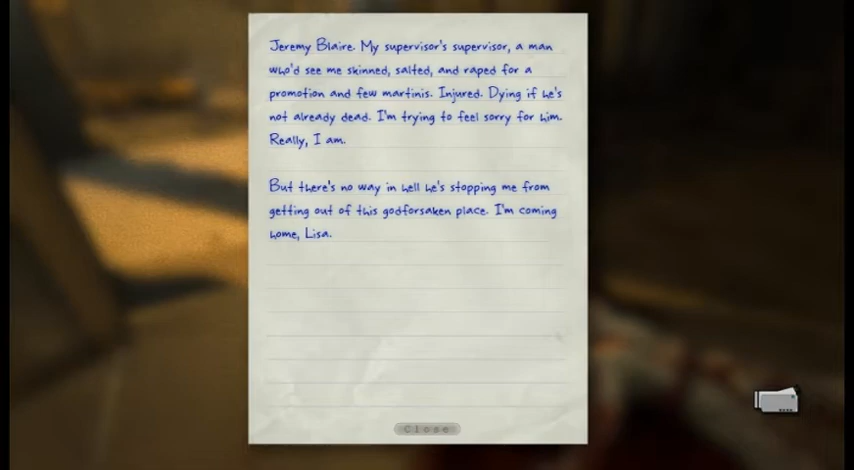 Jeremy Blaire. My supervisor's supervisor, a man
who'd see me skinned, salted, and raped for a
promotion and few martinis. Injured. Dying if he's
not already dead. I'm trying to feel sorry for him.
Really, I am.
But there's no way in hell he's stopping me from
getting out of this godforsaken place. I'm coming
home, Lisa.
Close